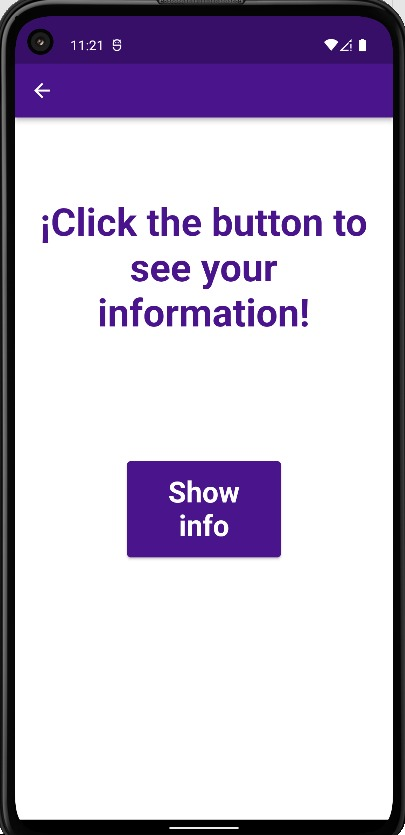 11:21
¡Click the button to
see your
information!
Show
info